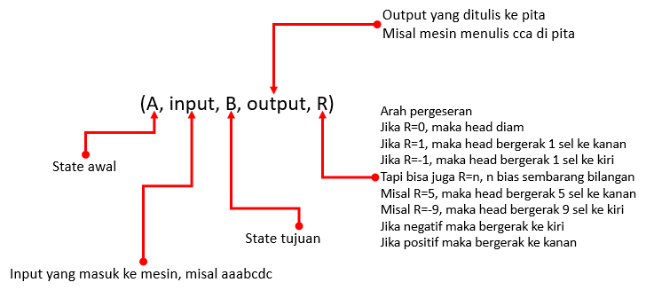 Output yang ditulis ke pita
Misal mesin menulis cca di pita
(A, input, B, output, R)
Arah pergeseran
Jika R=0, maka head diam
Jika R=1, maka head bergerak 1 sel ke kanan
Jika R=-1, maka head bergerak 1 sel ke kiri
Tapi bisa juga R=n, n bias sembarang bilangan
Misal R=5, maka head bergerak 5 sel ke kanan
Misal R=-9, maka head bergerak 9 sel ke kiri
Jika negatif maka bergerak ke kiri
Jika positif maka bergerak ke kanan
State awal
State tujuan
Input yang masuk ke mesin, misal aaabcdc